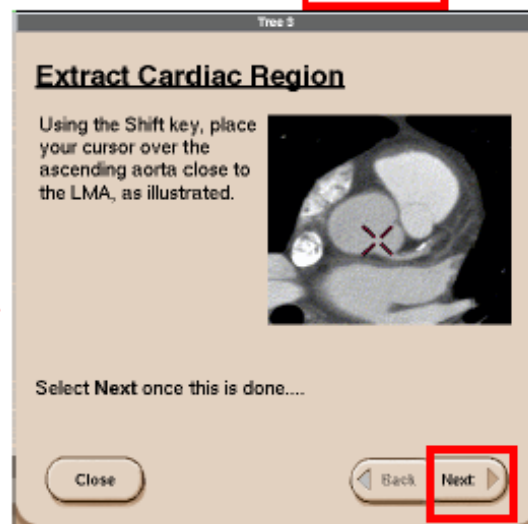 Tree 3
Extract Cardiac Region
Using the Shift key, place
your cursor over the
ascending aorta close to
the LMA, as illustrated.
Select Next once this is done....
Close
Back
Next